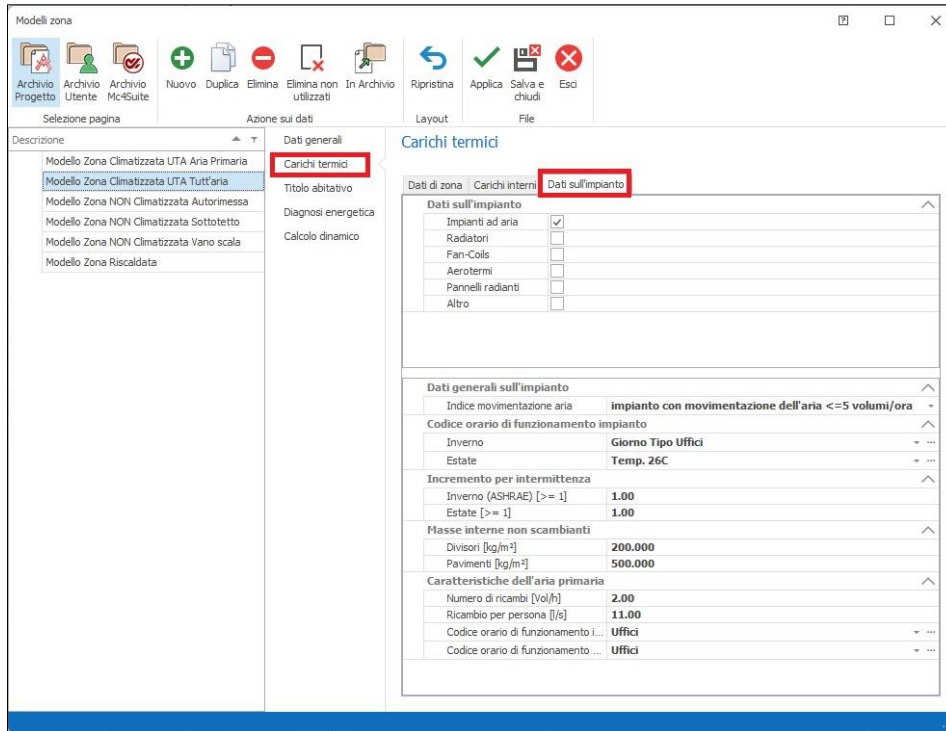 Modelli zona
Archivio Progetto
Archivio Utente
Archivio Mc4Suite
Nuovo
Duplica
Elimina
Elimina non utilizzati
In Archivio
Ripristina
Applica
Salva e chiudi
Esci
Selezione pagina
Azione sui dati
Layout
File
Descrizione
Modello Zona Climatizzata UTA Aria Primaria
Modello Zona Climatizzata UTA Tutt'aria
Modello Zona NON Climatizzata Autorimessa
Modello Zona NON Climatizzata Sottotetto
Modello Zona NON Climatizzata Vano scala
Modello Zona Riscaldata
Dati generali
Carichi termici
Titolo abitativo
Diagnosi energetica
Calcolo dinamico
Carichi termici
Dati di zona Carichi interni Dati sull'impianto
Dati sull'impianto
Impianti ad aria
Radiatori
Fan-Coils
Aerotermi
Pannelli radianti
Altro
Dati generali sull'impianto
Indice movimentazione aria impianto con movimentazione dell'aria <=5 volumi/ora
Codice orario di funzionamento impianto
Inverno Giorno Tipo Uffici
Estate Temp. 26C
Incremento per intermittenza
Inverno (ASHRAE) [>= 1] 1.00
Estate [>= 1] 1.00
Masse interne non scambianti
Divisori [kg/m²] 200.000
Pavimenti [kg/m²] 500.000
Caratteristiche dell'aria primaria
Numero di ricambi [Vol/h] 2.00
Ricambio per persona [l/s] 11.00
Codice orario di funzionamento i... Uffici
Codice orario di funzionamento ... Uffici